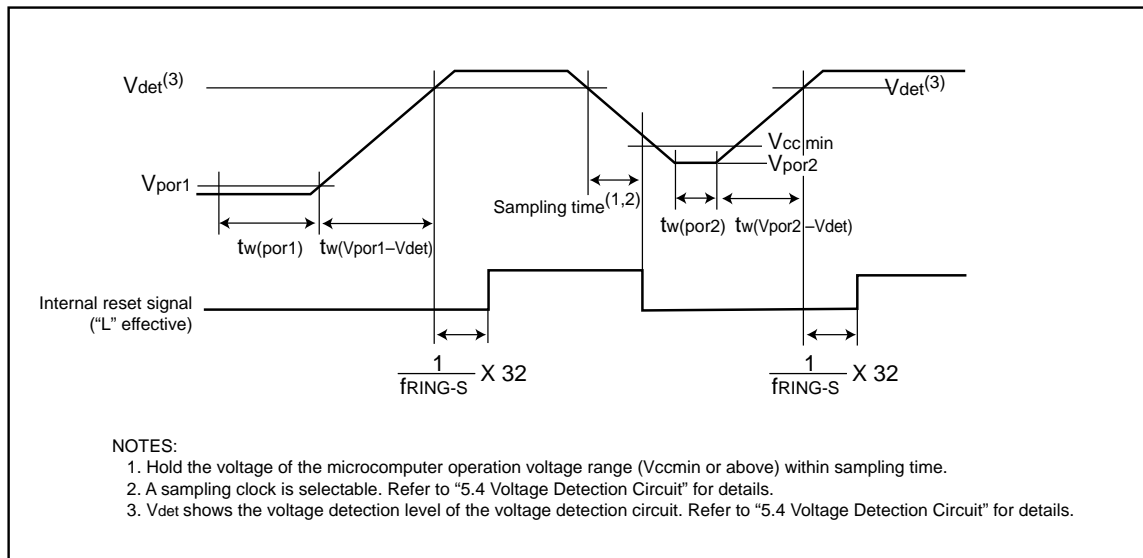 Vdet(3)
Vdet(3)
Vcc min
Vpor2
Vpor1
Sampling time(1,2)
tw(por1)
tw(Vpor1–Vdet)
tw(por2)
tw(Vpor2 –Vdet)
Internal reset signal
(“L” effective)
1
fRING-S
X 32
1
fRING-S
X 32
NOTES:
1. Hold the voltage of the microcomputer operation voltage range (Vccmin or above) within sampling time.
2. A sampling clock is selectable. Refer to “5.4 Voltage Detection Circuit” for details.
3. Vdet shows the voltage detection level of the voltage detection circuit. Refer to “5.4 Voltage Detection Circuit” for details.